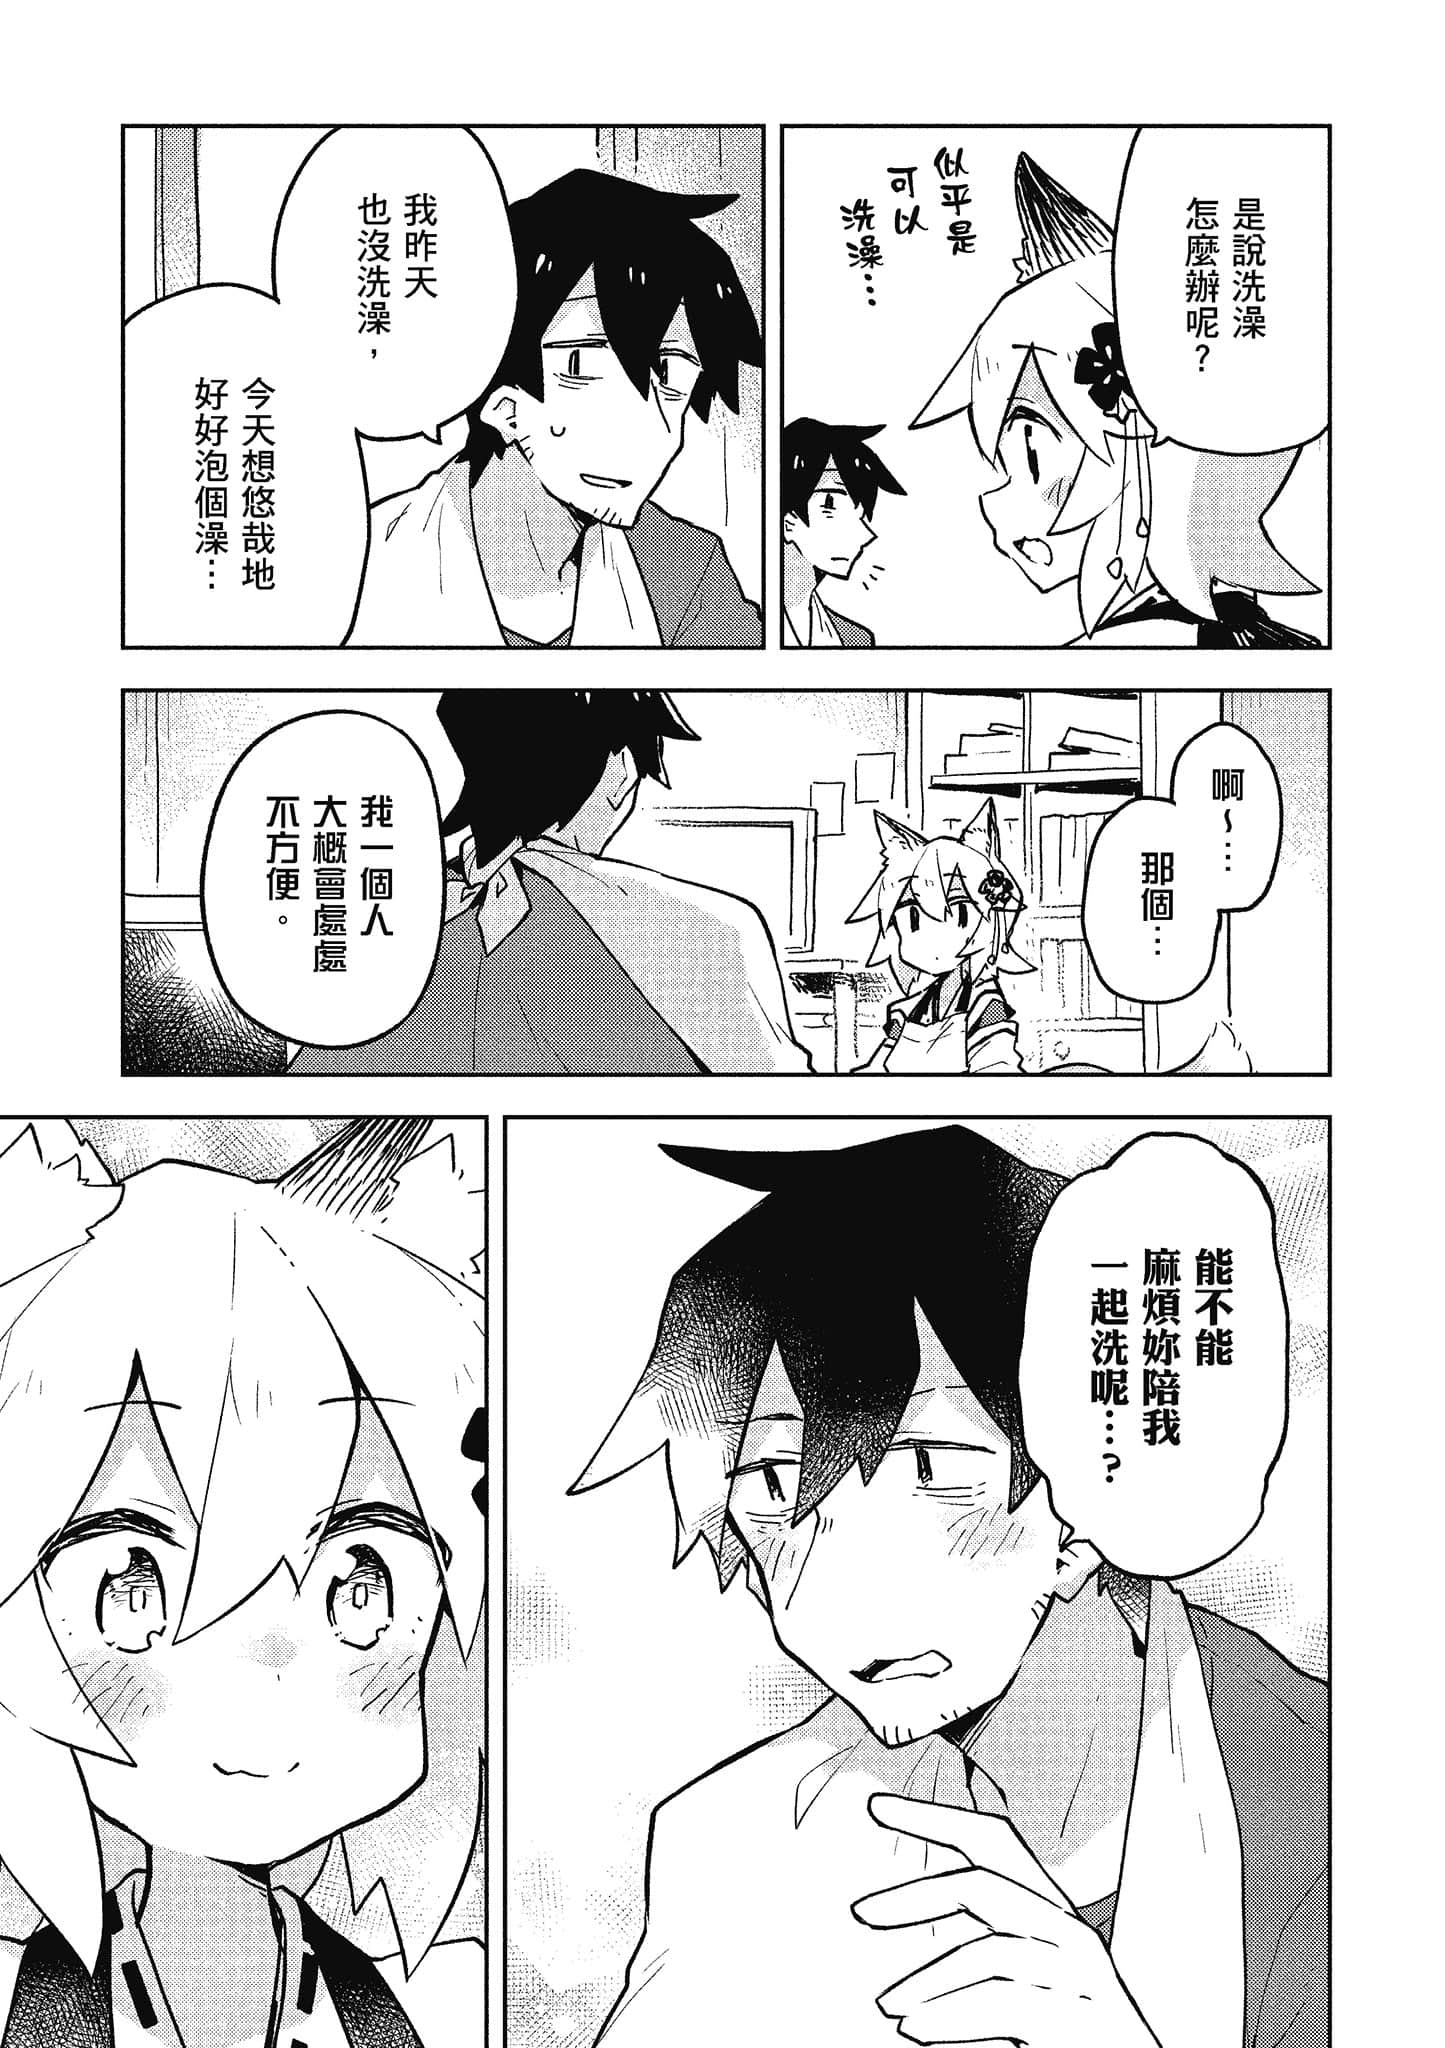 是說洗澡
怎麼辦呢？
似乎是
可以
洗澡…
我昨天
也沒洗澡，
今天想悠哉地
好好泡個澡…
啊～…
那個…
我一個人
大概會處處
不方便。
能不能
麻煩妳陪我
一起洗呢…？